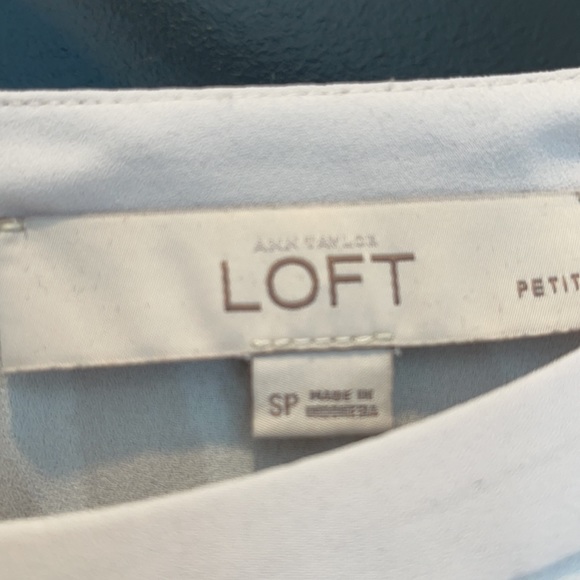 ANN TAYLOR
LOFT
PETIT
SP MADE IN
INDONESIA